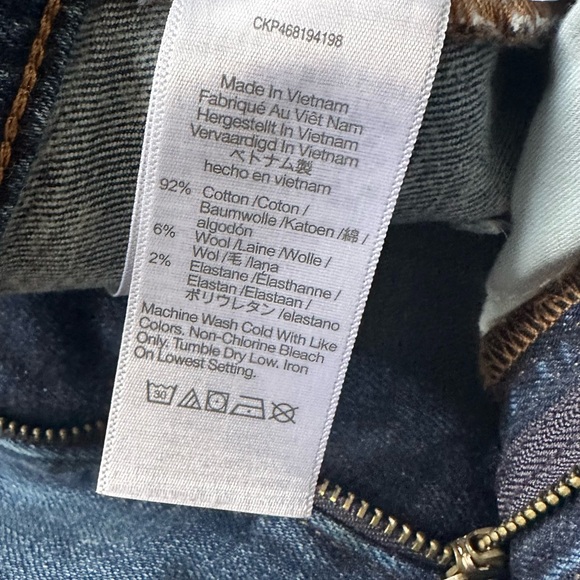 CKP468194198
Made In Vietnam
Fabriqué Au Viêt Nam
Hergestellt In Vietnam
Vervaardigd In Vietnam
ベトナム製
hecho en vietnam
92% Cotton /Coton /
Baumwolle /Katoen /綿 /
algodón
6% Wool /Laine /Wolle /
Wol /毛 /lana
2% Elastane /Élasthanne /
Elastan /Elastaan /
ポリウレタン /elastano
Machine Wash Cold With Like
Colors. Non-Chlorine Bleach
Only. Tumble Dry Low. Iron
On Lowest Setting.
30